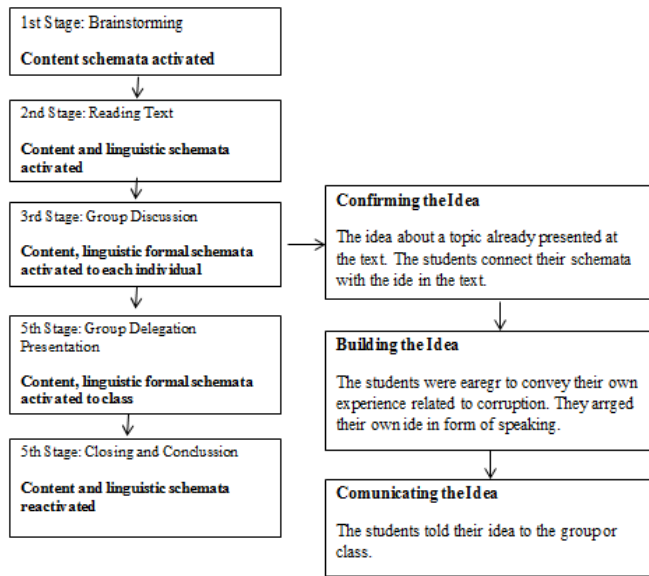 1st Stage: Brainstorming
Content schemata activated
2nd Stage: Reading Text
Content and linguistic schemata
activated
3rd Stage: Group Discussion
Content, linguistic formal schemata
activated to each individual
5th Stage: Group Delegation
Presentation
Content, linguistic formal schemata
activated to class
5th Stage: Closing and Conclussion
Content and linguistic schemata
reactivated
Confirming the Idea
The idea about a topic already presented at
the text. The students connect their schemata
with the ide in the text.
Building the Idea
The students were earegr to convey their own
experience related to corruption. They arrged
their own ide in form of speaking.
Comunicating the Idea
The students told their idea to the group or
class.